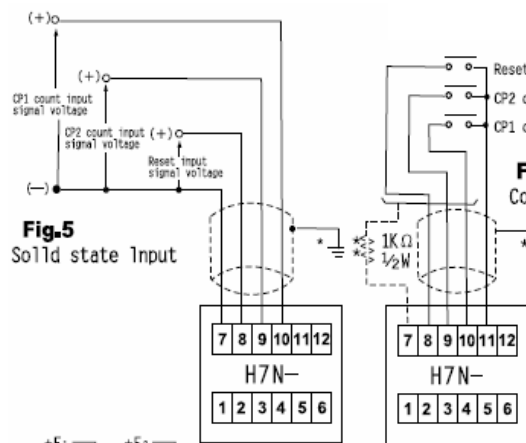 (+)
(+)
CP1 count input
signal voltage
CP2 count input
signal voltage
(+)
Reset input
signal voltage
(-)
Fig.5
Solid state Input
*
7 8 9 10 11 12
H7N-
1 2 3 4 5 6
Reset
CP2
CP1
*
*
1KΩ
½W
*
7 8 9 10 11 12
H7N-
1 2 3 4 5 6